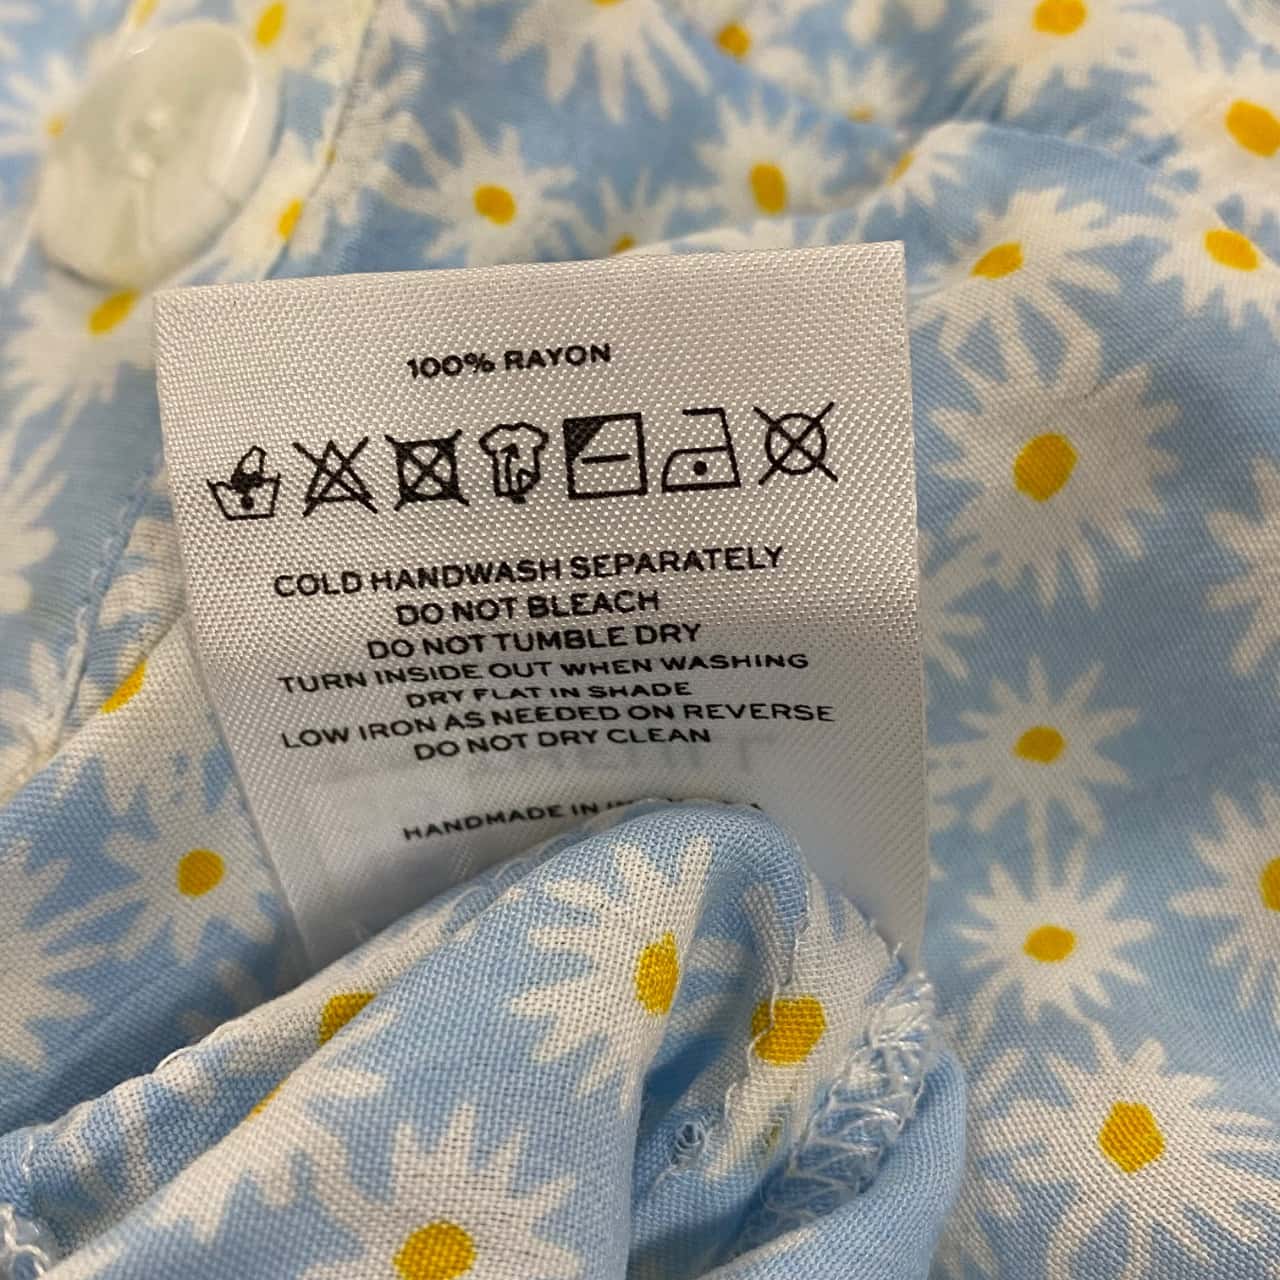 100% RAYON
COLD HANDWASH SEPARATELY
DO NOT BLEACH
DO NOT TUMBLE DRY
TURN INSIDE OUT WHEN WASHING
DRY FLAT IN SHADE
LOW IRON AS NEEDED ON REVERSE
DO NOT DRY CLEAN
HANDMADE IN